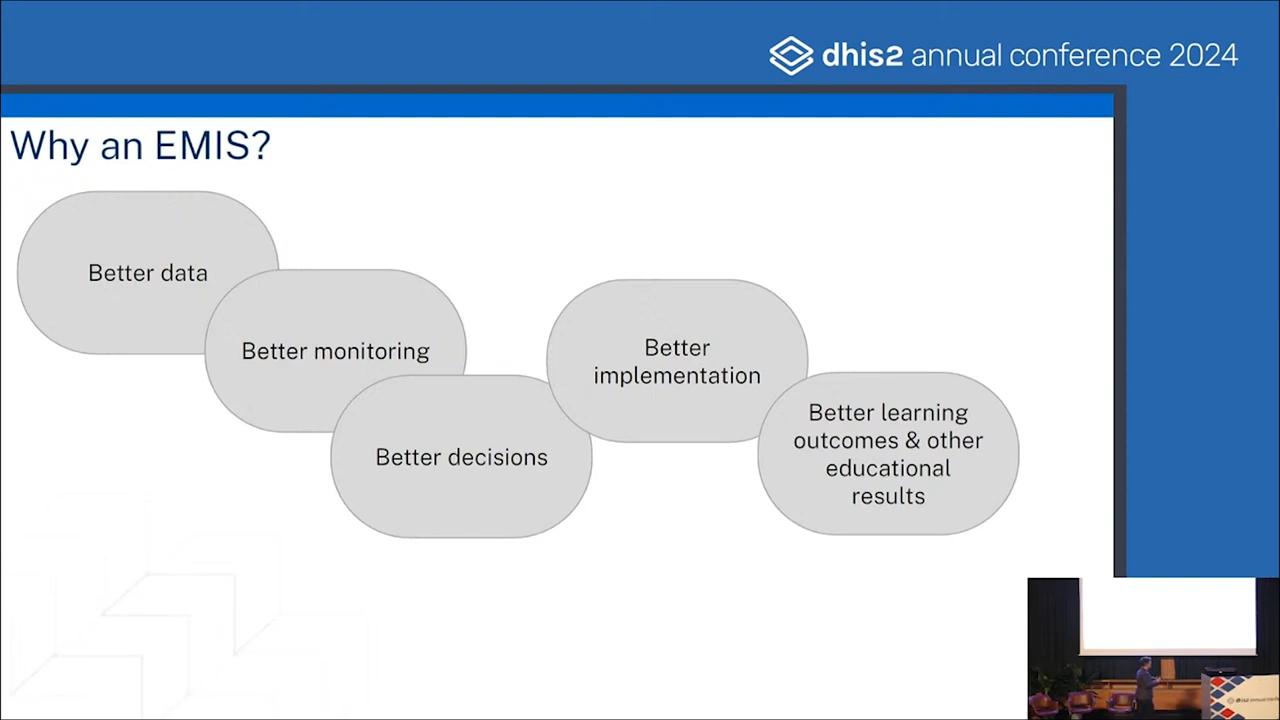 dhis2 annual conference 2024
Why an EMIS?
Better data
Better monitoring
Better decisions
Better
implementation
Better learning
outcomes & other
educational
results